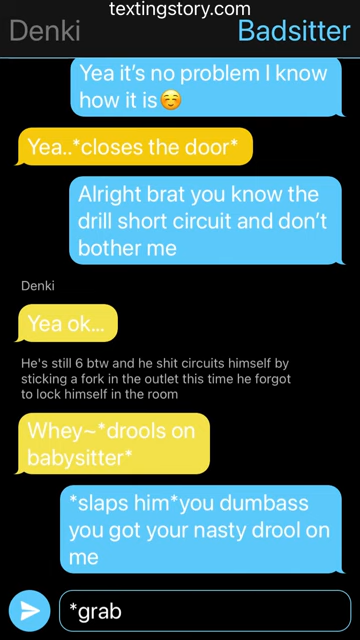 textingstory.com
Denki
Badsitter
Yea it’s no problem I know
how it is☺️
Yea..*closes the door*
Alright brat you know the
drill short circuit and don’t
bother me
Denki
Yea ok...
He's still 6 btw and he shit circuits himself by
sticking a fork in the outlet this time he forgot
to lock himself in the room
Whey~*drools on
babysitter*
*slaps him*you dumbass
you got your nasty drool on
me
*grab